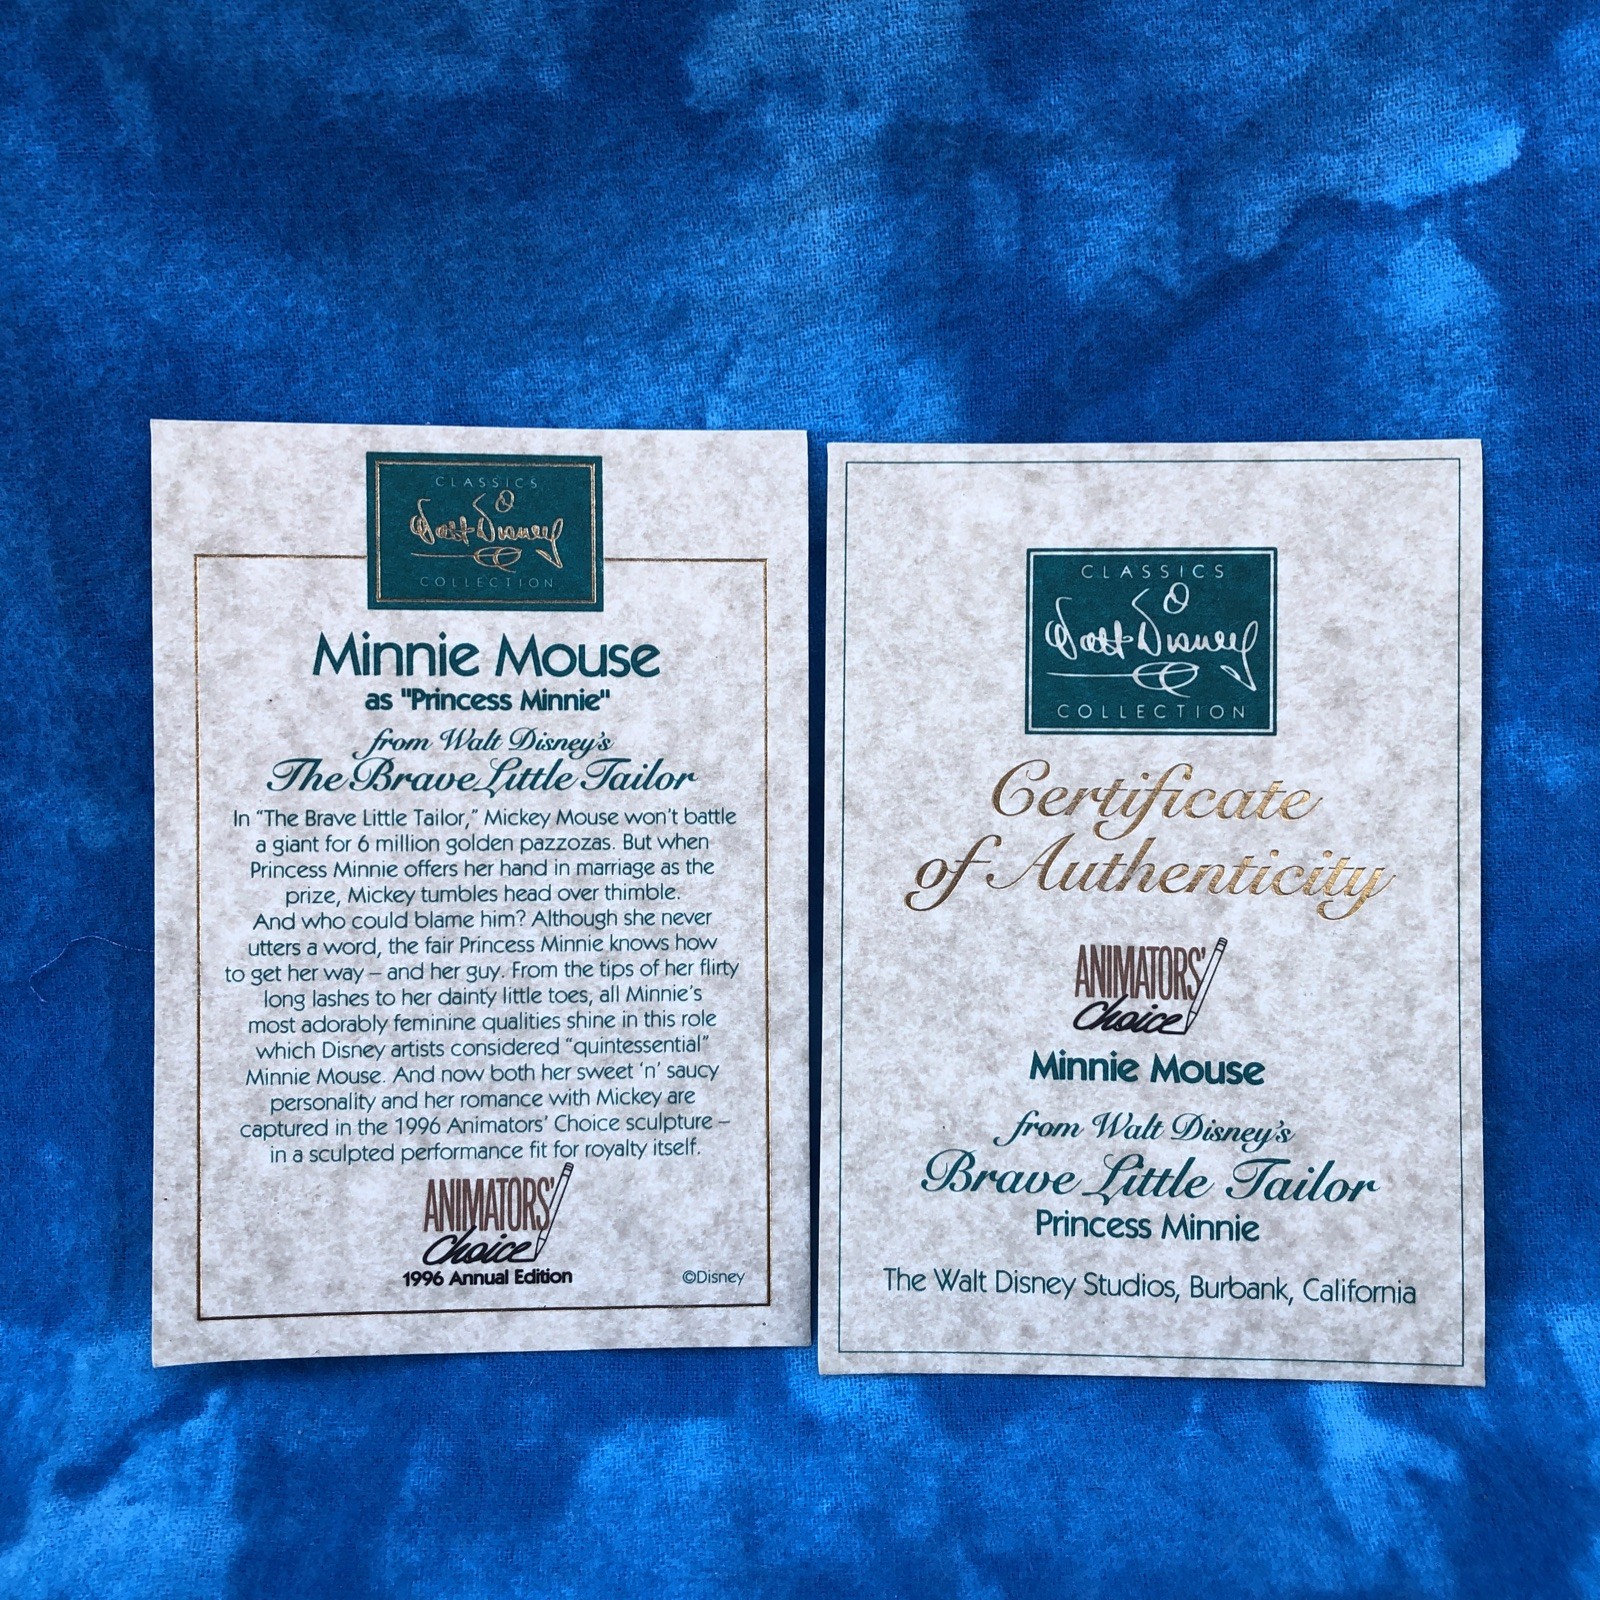 CLASSICS
Walt Disney
COLLECTION
Minnie Mouse
as "Princess Minnie"
from Walt Disney's
The Brave Little Tailor
In “The Brave Little Tailor,” Mickey Mouse won’t battle
a giant for 6 million golden pazzozas. But when
Princess Minnie offers her hand in marriage as the
prize, Mickey tumbles head over thimble.
And who could blame him? Although she never
utters a word, the fair Princess Minnie knows how
to get her way – and her guy. From the tips of her flirty
long lashes to her dainty little toes, all Minnie’s
most adorably feminine qualities shine in this role
which Disney artists considered “quintessential”
Minnie Mouse. And now both her sweet ‘n’ saucy
personality and her romance with Mickey are
captured in the 1996 Animators’ Choice sculpture –
in a sculpted performance fit for royalty itself.
ANIMATORS'
Choice
1996 Annual Edition
©Disney
CLASSICS
Walt Disney
COLLECTION
Certificate
of Authenticity
ANIMATORS'
Choice
Minnie Mouse
from Walt Disney's
Brave Little Tailor
Princess Minnie
The Walt Disney Studios, Burbank, California